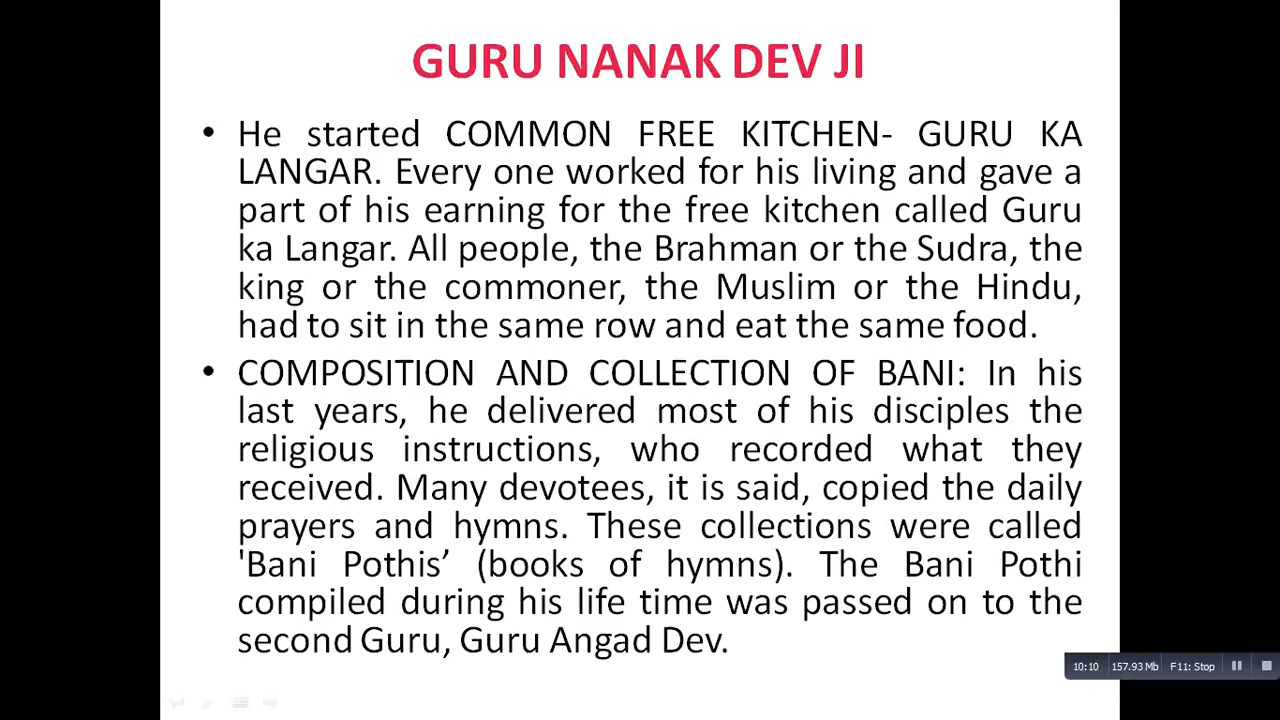 GURU NANAK DEV JI
• He started COMMON FREE KITCHEN- GURU KA
LANGAR. Every one worked for his living and gave a
part of his earning for the free kitchen called Guru
ka Langar. All people, the Brahman or the Sudra, the
king or the commoner, the Muslim or the Hindu,
had to sit in the same row and eat the same food.
• COMPOSITION AND COLLECTION OF BANI: In his
last years, he delivered most of his disciples the
religious instructions, who recorded what they
received. Many devotees, it is said, copied the daily
prayers and hymns. These collections were called
'Bani Pothis’ (books of hymns). The Bani Pothi
compiled during his life time was passed on to the
second Guru, Guru Angad Dev.
10:10 157.93 Mb F11: Stop